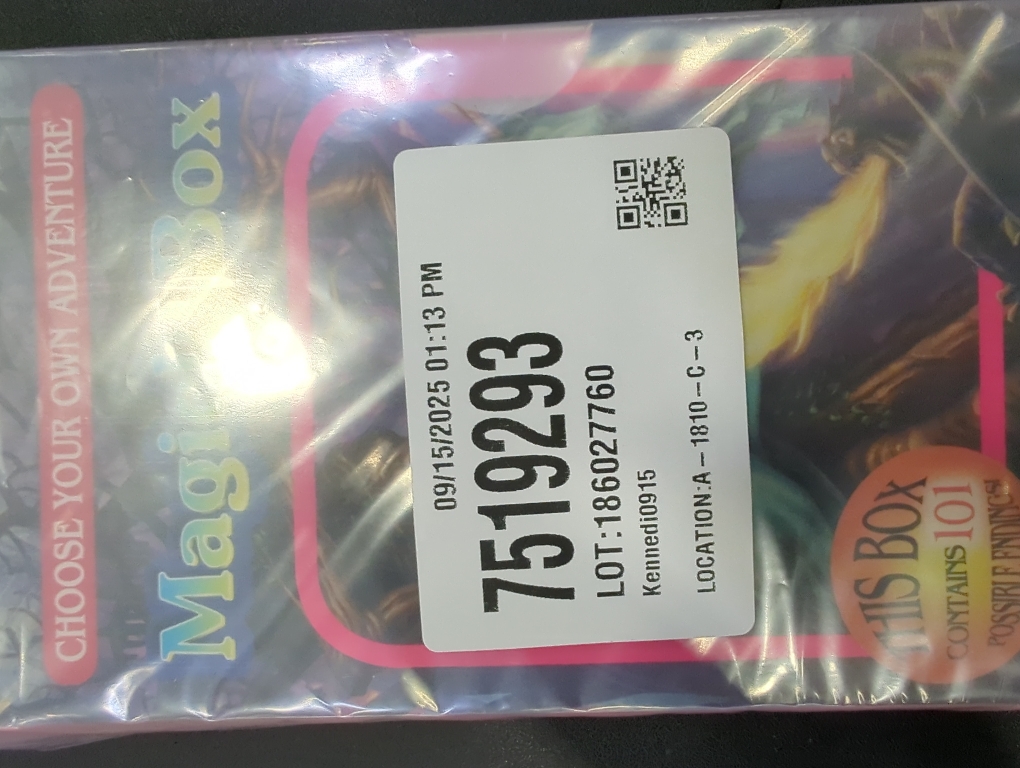 CHOOSE YOUR OWN ADVENTURE
Magic Box
09/15/2025 01:13 PM
7519293
LOT:186027760
Kennedi0915
LOCATION:A-1810-C-3
THIS BOX
CONTAINS 101
POSSIBLE ENDINGS!